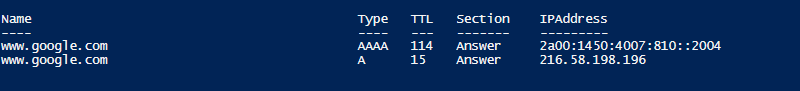 Name Type TTL Section IPAddress
---- ---- --- ------- ---------
www.google.com AAAA 114 Answer 2a00:1450:4007:810::2004
www.google.com A 15 Answer 216.58.198.196